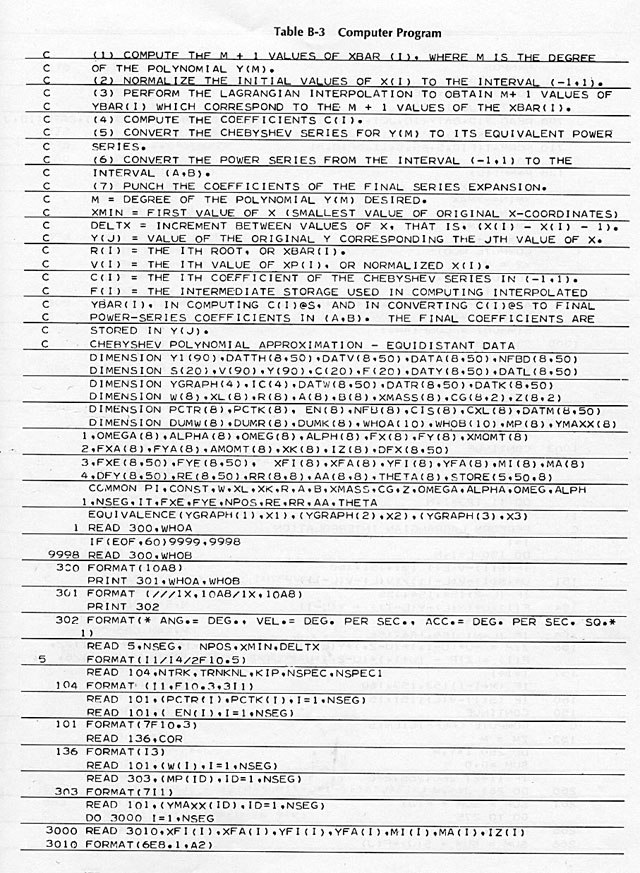 Table B-3 Computer Program
C (1) COMPUTE THE M + 1 VALUES OF XBAR (I), WHERE M IS THE DEGREE
C OF THE POLYNOMIAL Y(M).
C (2) NORMALIZE THE INITIAL VALUES OF X(I) TO THE INTERVAL (-1,1).
C (3) PERFORM THE LAGRANGIAN INTERPOLATION TO OBTAIN M+ 1 VALUES OF
C YBAR(I) WHICH CORRESPOND TO THE M + 1 VALUES OF THE XBAR(I).
C (4) COMPUTE THE COEFFICIENTS C(I).
C (5) CONVERT THE CHEBYSHEV SERIES FOR Y(M) TO ITS EQUIVALENT POWER
C SERIES.
C (6) CONVERT THE POWER SERIES FROM THE INTERVAL (-1,1) TO THE
C INTERVAL (A,B).
C (7) PUNCH THE COEFFICIENTS OF THE FINAL SERIES EXPANSION.
C M = DEGREE OF THE POLYNOMIAL Y(M) DESIRED.
C XMIN = FIRST VALUE OF X (SMALLEST VALUE OF ORIGINAL X-COORDINATES)
C DELTX = INCREMENT BETWEEN VALUES OF X, THAT IS, (X(I) - X(I) - 1).
C Y(J) = VALUE OF THE ORIGINAL Y CORRESPONDING THE JTH VALUE OF X.
C R(I) = THE ITH ROOT, OR XBAR(I).
C V(I) = THE ITH VALUE OF XP(I), OR NORMALIZED X(I).
C C(I) = THE ITH COEFFICIENT OF THE CHEBYSHEV SERIES IN (-1,1).
C F(I) = THE INTERMEDIATE STORAGE USED IN COMPUTING INTERPOLATED
C YBAR(I), IN COMPUTING C(I)@S, AND IN CONVERTING C(I)@S TO FINAL
C POWER-SERIES COEFFICIENTS IN (A,B). THE FINAL COEFFICIENTS ARE
C STORED IN Y(J).
C CHEBYSHEV POLYNOMIAL APPROXIMATION - EQUIDISTANT DATA
DIMENSION Y1(90),DATTH(8,50),DATV(8,50),DATA(8,50),NFBD(8,50)
DIMENSION S(20),V(90),Y(90),C(20),F(20),DATY(8,50),DATL(8,50)
DIMENSION YGRAPH(4),IC(4),DATW(8,50),DATR(8,50),DATK(8,50)
DIMENSION W(8),XL(8),R(8),A(8),B(8),XMASS(8),CG(8,2),Z(8,2)
DIMENSION PCTR(8),PCTK(8), EN(8),NFB(8),CIS(8),CXL(8),DATM(8,50)
DIMENSION DUMW(8),DUMR(8),DUMK(8),WHOA(10),WHOB(10),MP(8),YMAXX(8)
1,OMEGA(8),ALPHA(8),OMEG(8),ALPH(8),FX(8),FY(8),XMOMT(8)
2,FXA(8),FYA(8),AMOMT(8),XK(8),IZ(8),DFX(8,50)
3,FXE(8,50),FYE(8,50), XFI(8),XFA(8),YFI(8),YFA(8),MI(8),MA(8)
4,DFY(8,50),RE(8,50),RR(8,8),AA(8,8),THETA(8),STORE(5,50,8)
COMMON PI,CONST,W,XL,XK,R,A,B,XMASS,CG,Z,OMEGA,ALPHA,OMEG,ALPH
1,NSEG,IT,FXE,FYE,NPOS,RE,RR,AA,THETA
EQUIVALENCE(YGRAPH(1),X1),(YGRAPH(2),X2),(YGRAPH(3),X3)
1 READ 300,WHOA
IF(EOF,60)9999,9998
9998 READ 300,WHOB
300 FORMAT(10A8)
PRINT 301,WHOA,WHOB
301 FORMAT (///1X,10A8/1X,10A8)
PRINT 302
302 FORMAT(* ANG.= DEG., VEL.= DEG. PER SEC., ACC.= DEG. PER SEC. SQ.*
1)
READ 5,NSEG, NPOS,XMIN,DELTX
5 FORMAT(I1/I4/2F10.5)
READ 104,NTRK,TRNKNL,KIP,NSPEC,NSPEC1
104 FORMAT (I1,F10.3,3I1)
READ 101,(PCTR(I),PCTK(I),I=1,NSEG)
READ 101,( EN(I),I=1,NSEG)
101 FORMAT(7F10.3)
READ 136,COR
136 FORMAT(I3)
READ 101,(W(I),I=1,NSEG)
READ 303,(MP(ID),ID=1,NSEG)
303 FORMAT(7I1)
READ 101,(YMAXX(ID),ID=1,NSEG)
DO 3000 I=1,NSEG
3000 READ 3010,XFI(I),XFA(I),YFI(I),YFA(I),MI(I),MA(I),IZ(I)
3010 FORMAT(6E8.1,A2)